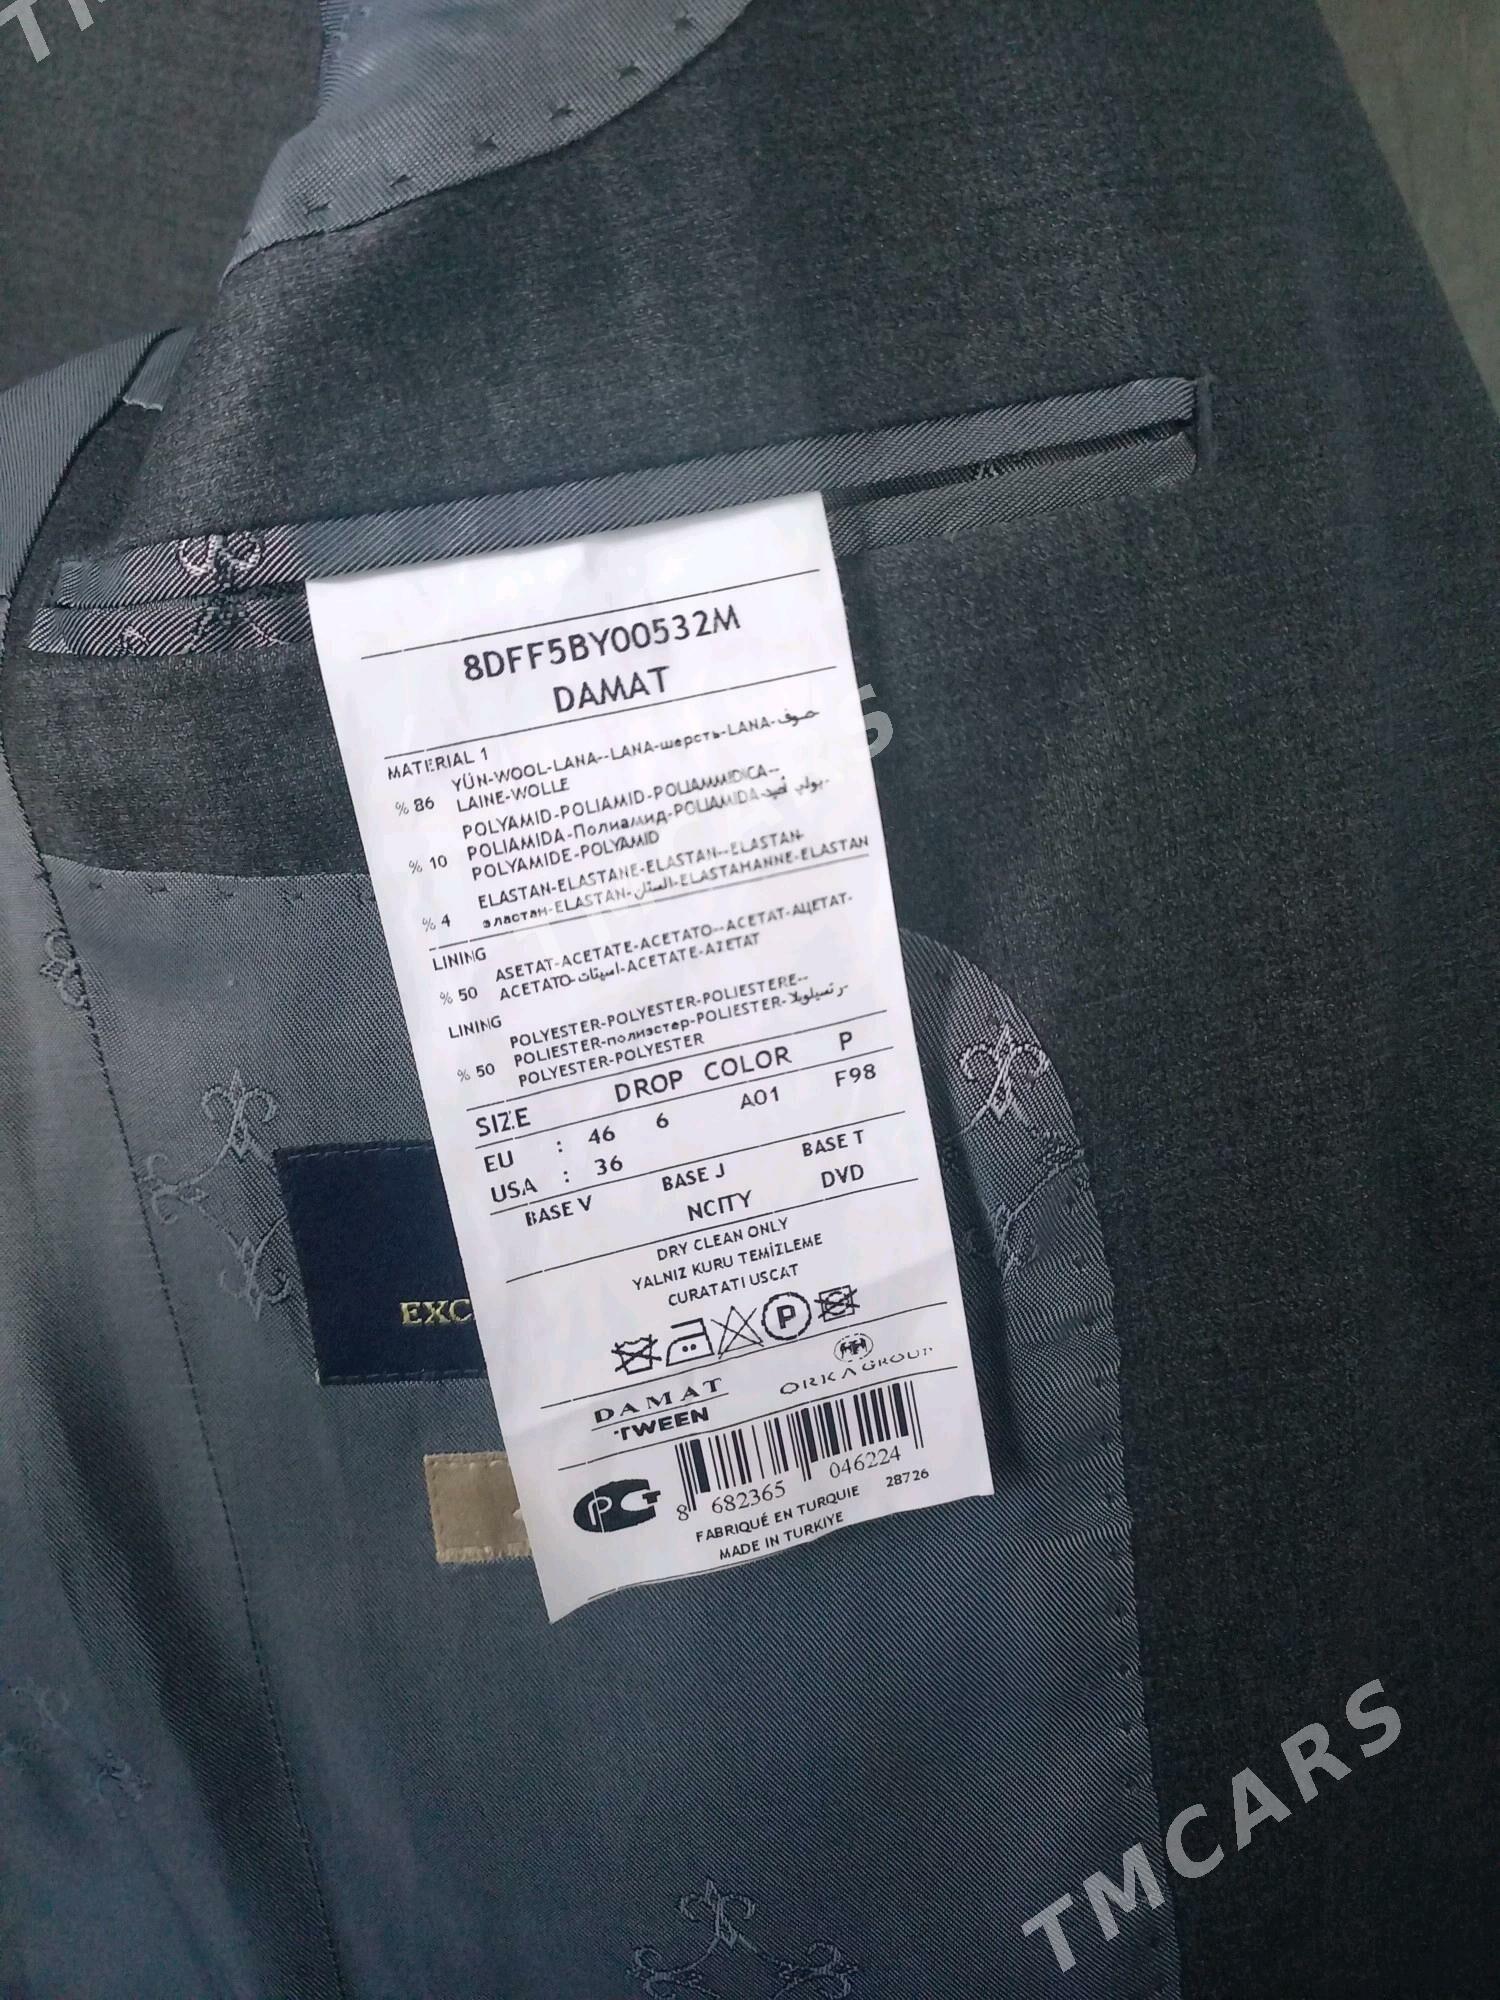 8DFF5BY00532M
DAMAT
MATERIAL 1
% 86 YÜN-WOOL-LANA--LANA-шерсть-LANA-صوف
LAINE-WOLLE
% 10 POLYAMID-POLIAMID-POLIAMMIDICA--
POLIAMIDA-Полиамид-POLIAMIDA-
POLYAMIDE-POLYAMID
% 4 ELASTAN-ELASTANE-ELASTAN--ELASTAN-
эластан-ELASTAN-الستان-ELASTAHANNE-ELASTAN
LINING
% 50 ASETAT-ACETATE-ACETATO--ACETAT-АЦЕТАТ-
ACETATO-اسيتات-ACETATE-AZETAT
LINING
% 50 POLYESTER-POLYESTER-POLIESTERE--
POLIESTER-полиэстер-POLIESTER-
POLYESTER-POLYESTER
SIZE DROP COLOR P
EU : 46 6 A01 F98
USA : 36
BASE V BASE J BASE T
NCITY DVD
DRY CLEAN ONLY
YALNIZ KURU TEMİZLEME
CURATATI USCAT
P
DAMAT
TWEEN
ORKA GROUP
8 682365 046224
28726
FABRIQUÉ EN TURQUIE
MADE IN TURKIYE
EXC
TMCARS
TMCARS